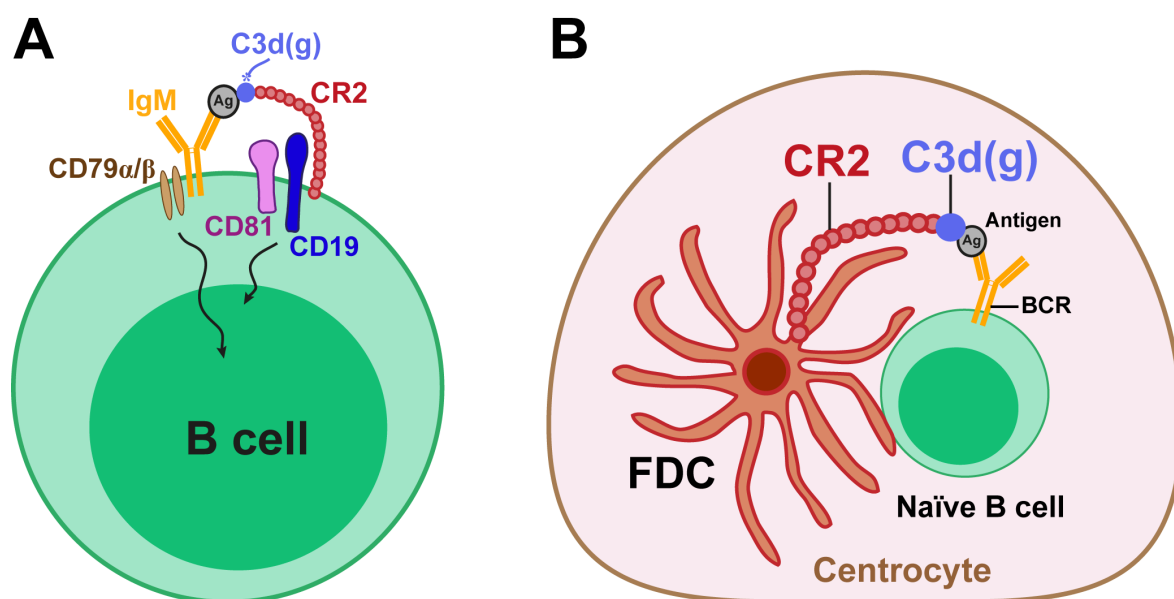 A
C3d(g)
*
IgM
Ag
CR2
CD79α/β
CD81
CD19
B cell
B
CR2
C3d(g)
Antigen
Ag
BCR
FDC
Naïve B cell
Centrocyte